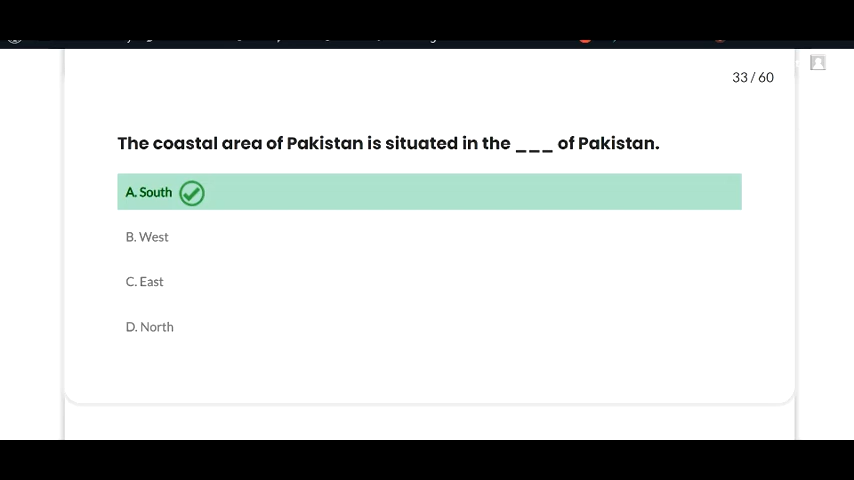 33 / 60
The coastal area of Pakistan is situated in the ___ of Pakistan.
A. South
B. West
C. East
D. North